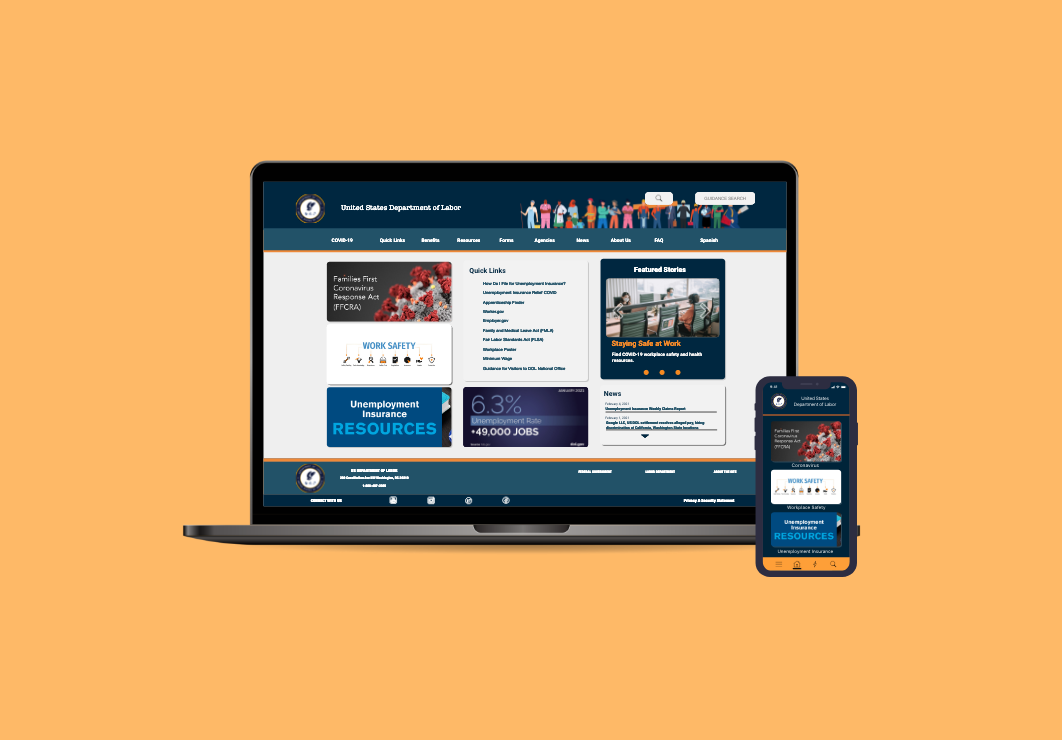 United States Department of Labor
GUIDANCE SEARCH
COVID-19 Quick Links Benefits Resources Forms Agencies News About Us FAQ Spanish
Families First
Coronavirus
Response Act
(FFCRA)
WORK SAFETY
Unemployment
Insurance
RESOURCES
Quick Links
How Do I File for Unemployment Insurance?
Unemployment Insurance Relief COVID
Apprenticeship Finder
Worker.gov
Employer.gov
Family and Medical Leave Act (FMLA)
Fair Labor Standards Act (FLSA)
Workplace Poster
Minimum Wage
Guidance for Visitors to DOL National Office
JANUARY 2021
6.3%
Unemployment Rate
+49,000 JOBS
Featured Stories
Staying Safe at Work
Find COVID-19 workplace safety and health
resources.
News
February 4, 2021
Unemployment Insurance Weekly Claims Report
February 1, 2021
Google LLC, USDOL settlement resolves alleged pay, hiring
discrimination at California, Washington State locations
US DEPARTMENT OF LABOR
FEDERAL GOVERNMENT
LABOR DEPARTMENT
ABOUT THE SITE
CONNECT WITH US
Privacy & Security Statement
United States
Department of Labor
Families First
Coronavirus
Response Act
(FFCRA)
Coronavirus
WORK SAFETY
Workplace Safety
Unemployment
Insurance
RESOURCES
Unemployment Insurance